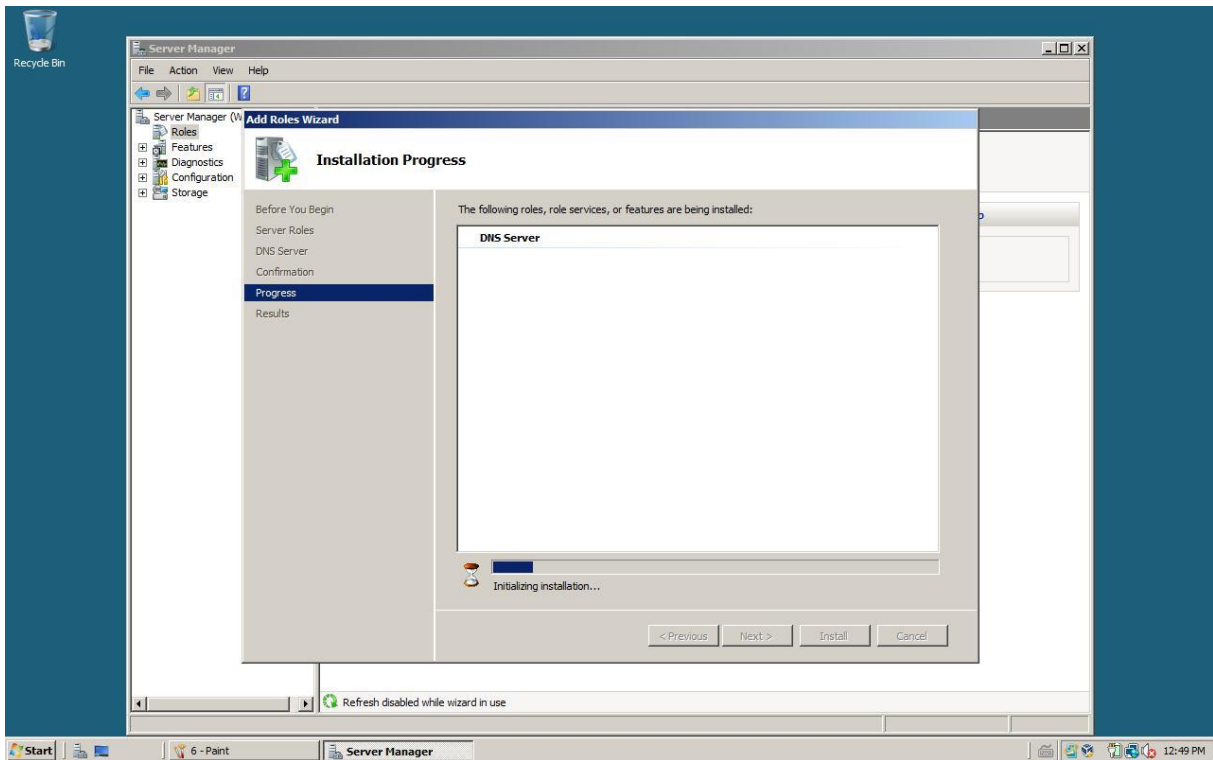 Recycle Bin
Server Manager
File Action View Help
Server Manager (W
Roles
Features
Diagnostics
Configuration
Storage
Add Roles Wizard
Installation Progress
Before You Begin
Server Roles
DNS Server
Confirmation
Progress
Results
The following roles, role services, or features are being installed:
DNS Server
Initializing installation...
< Previous Next > Install Cancel
Refresh disabled while wizard in use
Start 6 - Paint Server Manager 12:49 PM